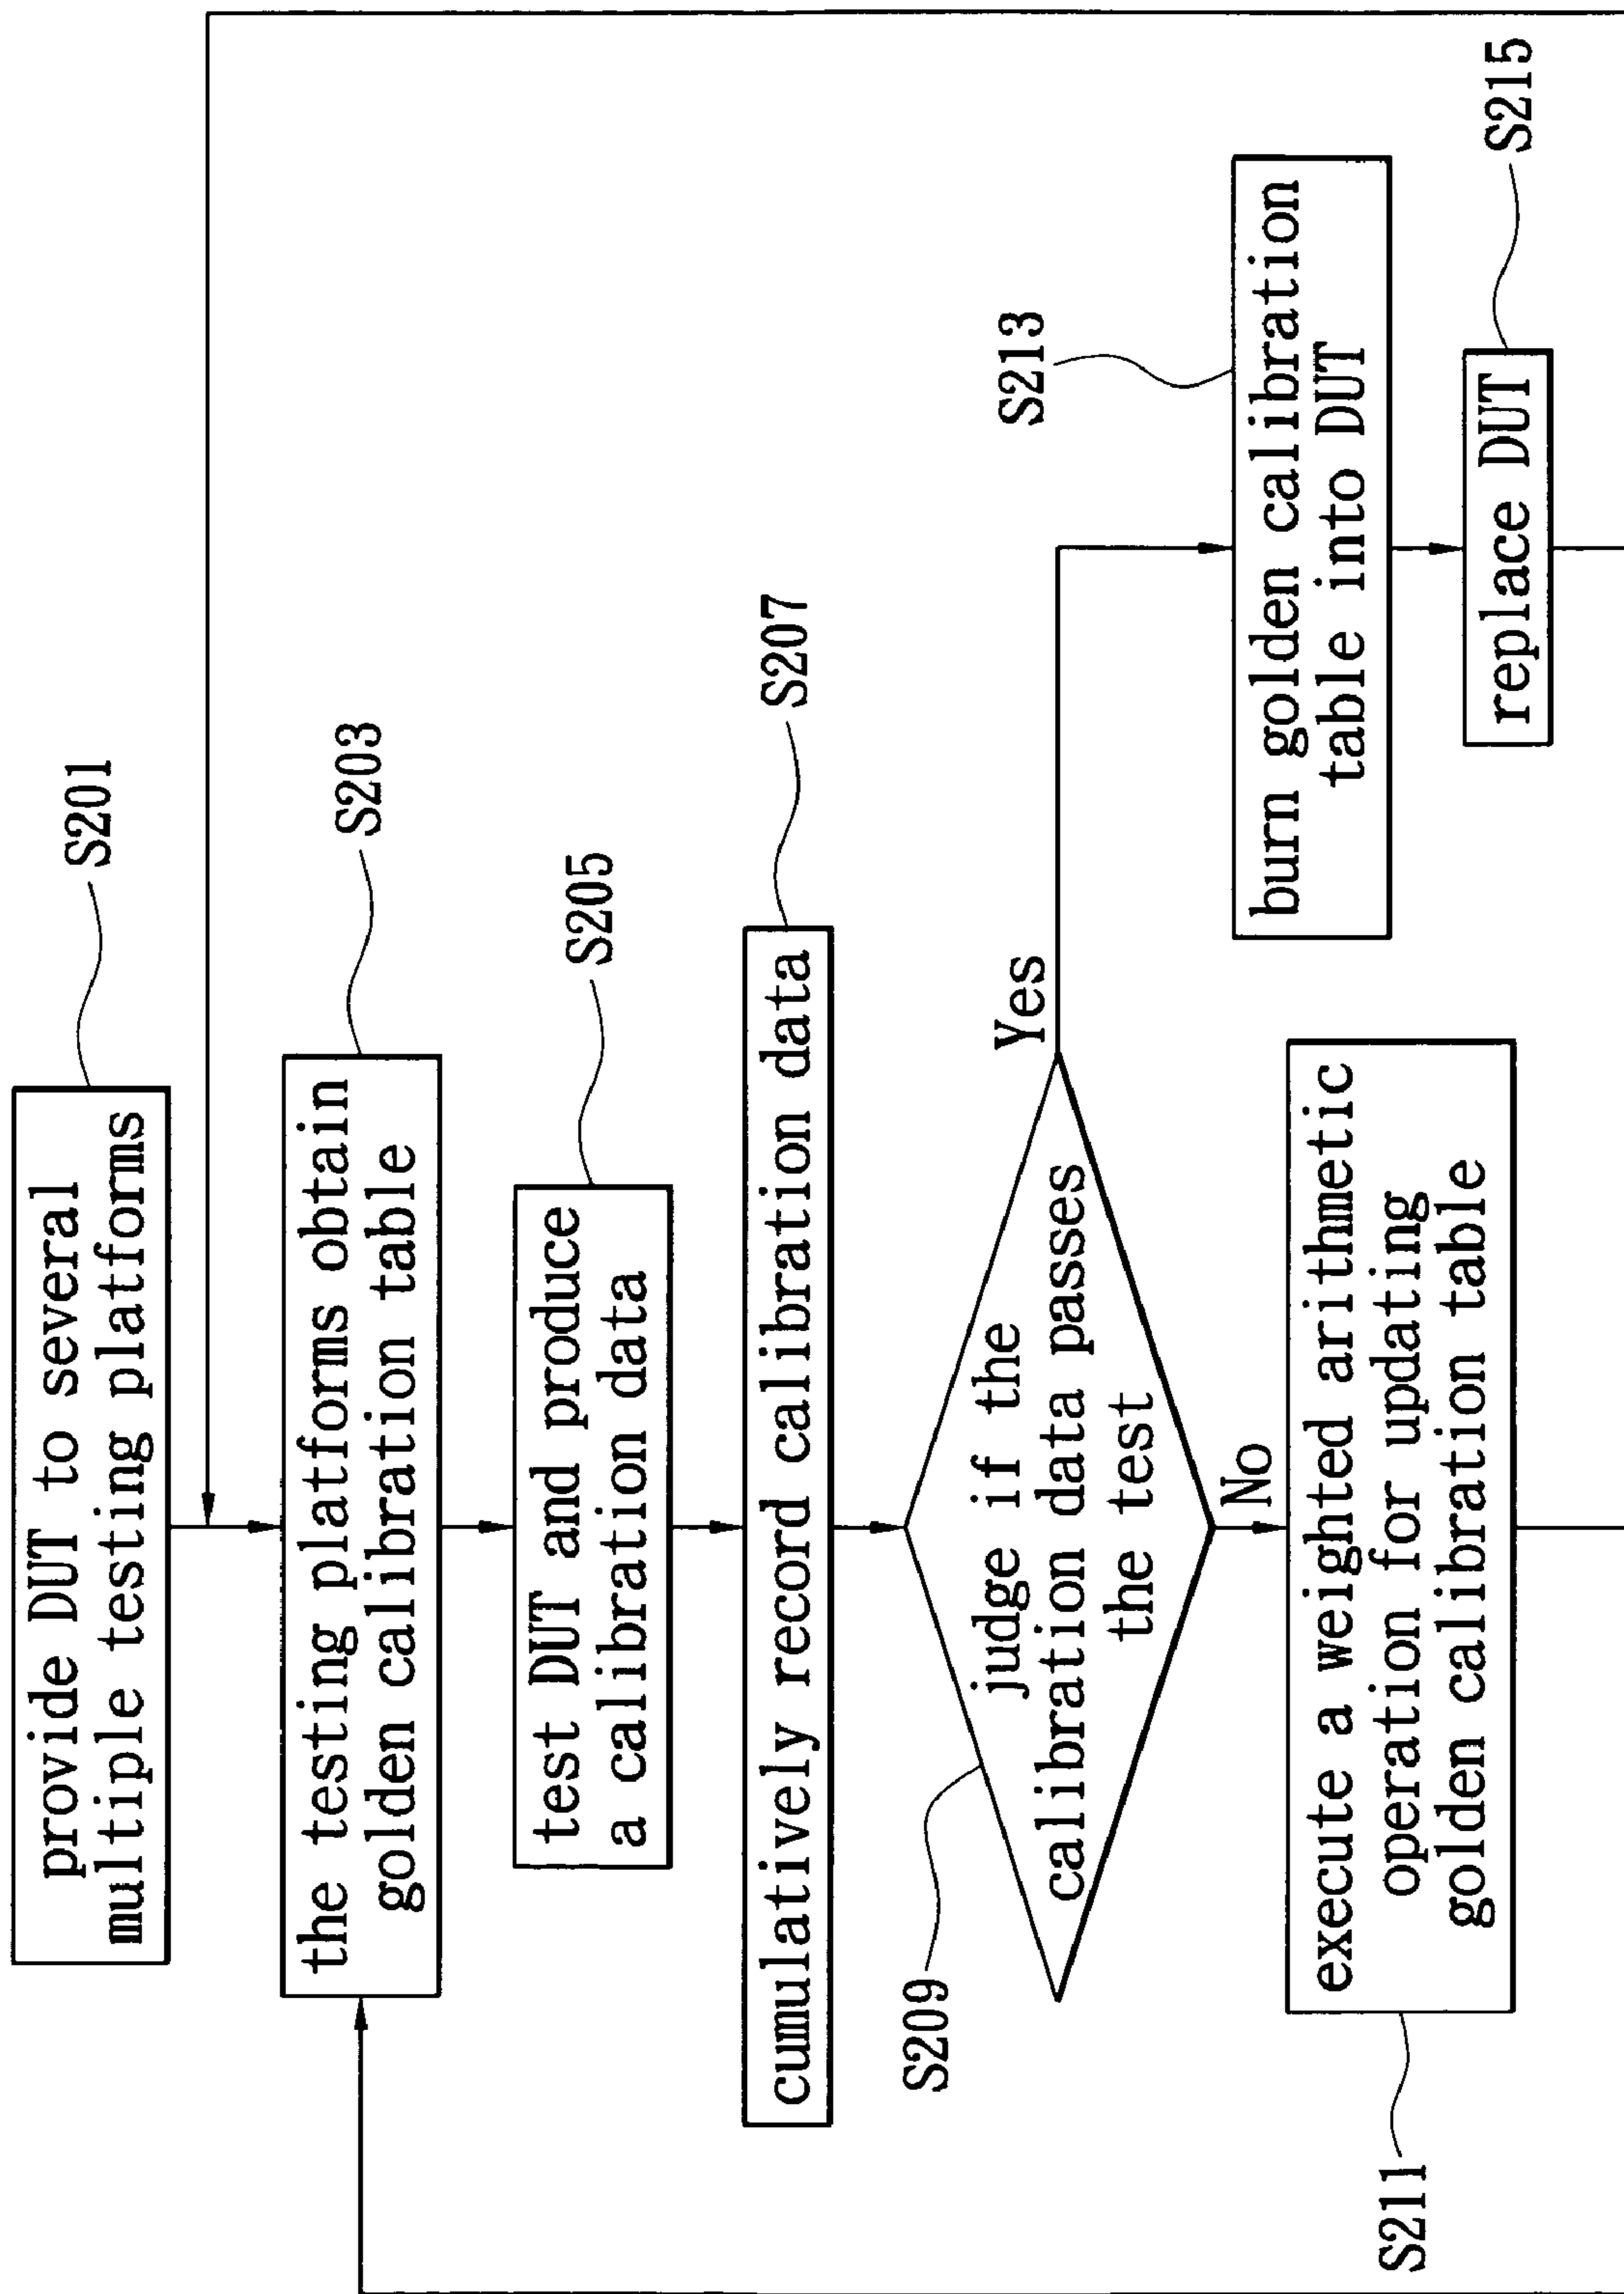 provide DUT to several
multiple testing platforms
S201
the testing platforms obtain
golden calibration table
S203
test DUT and produce
a calibration data
S205
cumulatively record calibration data
S207
judge if the
calibration data passes
the test
S209
Yes
No
execute a weighted arithmetic
operation for updating
golden calibration table
S211
burn golden calibration
table into DUT
S213
replace DUT
S215